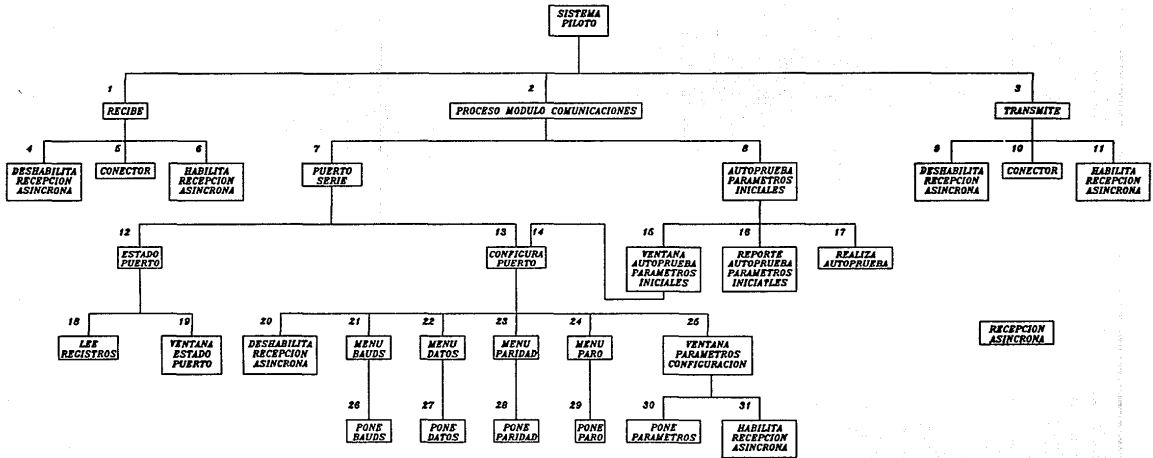 SISTEMA
PILOTO
1
2
3
RECIBE
PROCESO MODULO COMUNICACIONES
TRANSMITE
4
5
6
7
8
9
10
11
DESHABILITA
RECEPCION
ASINCRONA
CONECTOR
HABILITA
RECEPCION
ASINCRONA
PUERTO
SERIE
AUTOPRUEBA
PARAMETROS
INICIALES
DESHABILITA
RECEPCION
ASINCRONA
CONECTOR
HABILITA
RECEPCION
ASINCRONA
12
13
14
15
16
17
ESTADO
PUERTO
CONFIGURA
PUERTO
VENTANA
AUTOPRUEBA
PARAMETROS
INICIALES
REPORTE
AUTOPRUEBA
PARAMETROS
INICIALES
REALIZA
AUTOPRUEBA
18
19
20
21
22
23
24
25
LEE
REGISTROS
VENTANA
ESTADO
PUERTO
DESHABILITA
RECEPCION
ASINCRONA
MENU
BAUDS
MENU
DATOS
MENU
PARIDAD
MENU
PARO
VENTANA
PARAMETROS
CONFIGURACION
RECEPCION
ASINCRONA
26
27
28
29
30
31
PONE
BAUDS
PONE
DATOS
PONE
PARIDAD
PONE
PARO
PONE
PARAMETROS
HABILITA
RECEPCION
ASINCRONA